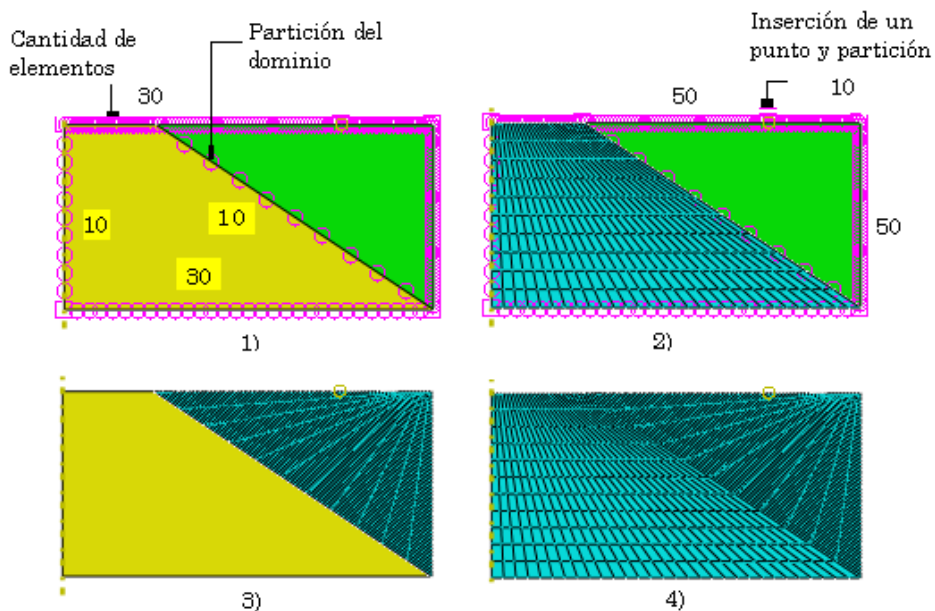 Cantidad de
elementos
Partición del
dominio
30
10
10
30
1)
Inserción de un
punto y partición
50
10
50
2)
3)
4)